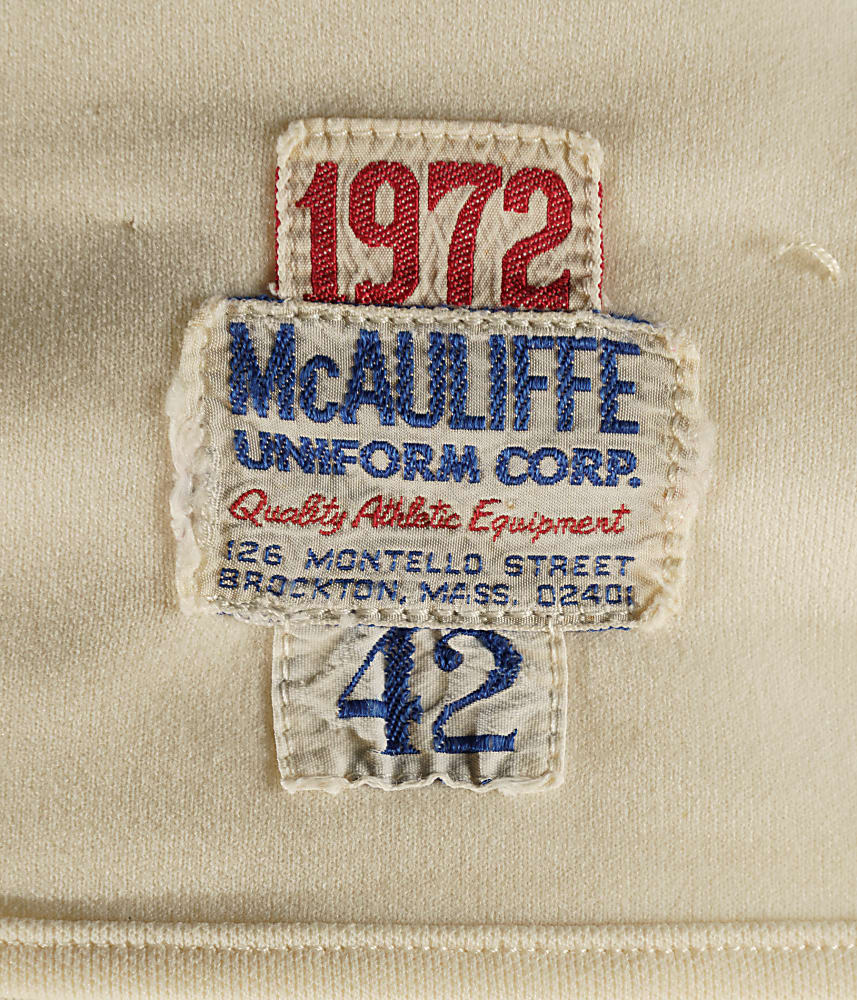 1972
McAULIFFE
UNIFORM CORP.
Quality Athletic Equipment
126 MONTELLO STREET
BROCKTON, MASS. 02401
42